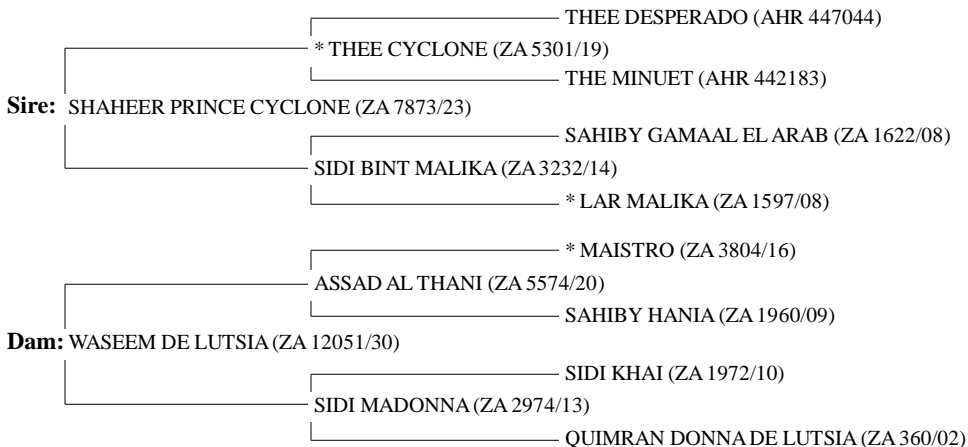 THEE DESPERADO (AHR 447044)
* THEE CYCLONE (ZA 5301/19)
THE MINUET (AHR 442183)
Sire: SHAHEER PRINCE CYCLONE (ZA 7873/23)
SAHIBY GAMAAL EL ARAB (ZA 1622/08)
SIDI BINT MALIKA (ZA 3232/14)
* LAR MALIKA (ZA 1597/08)
* MAISTRO (ZA 3804/16)
ASSAD AL THANI (ZA 5574/20)
SAHIBY HANIA (ZA 1960/09)
Dam: WASEEM DE LUTSIA (ZA 12051/30)
SIDI KHAI (ZA 1972/10)
SIDI MADONNA (ZA 2974/13)
QUIMRAN DONNA DE LUTSIA (ZA 360/02)